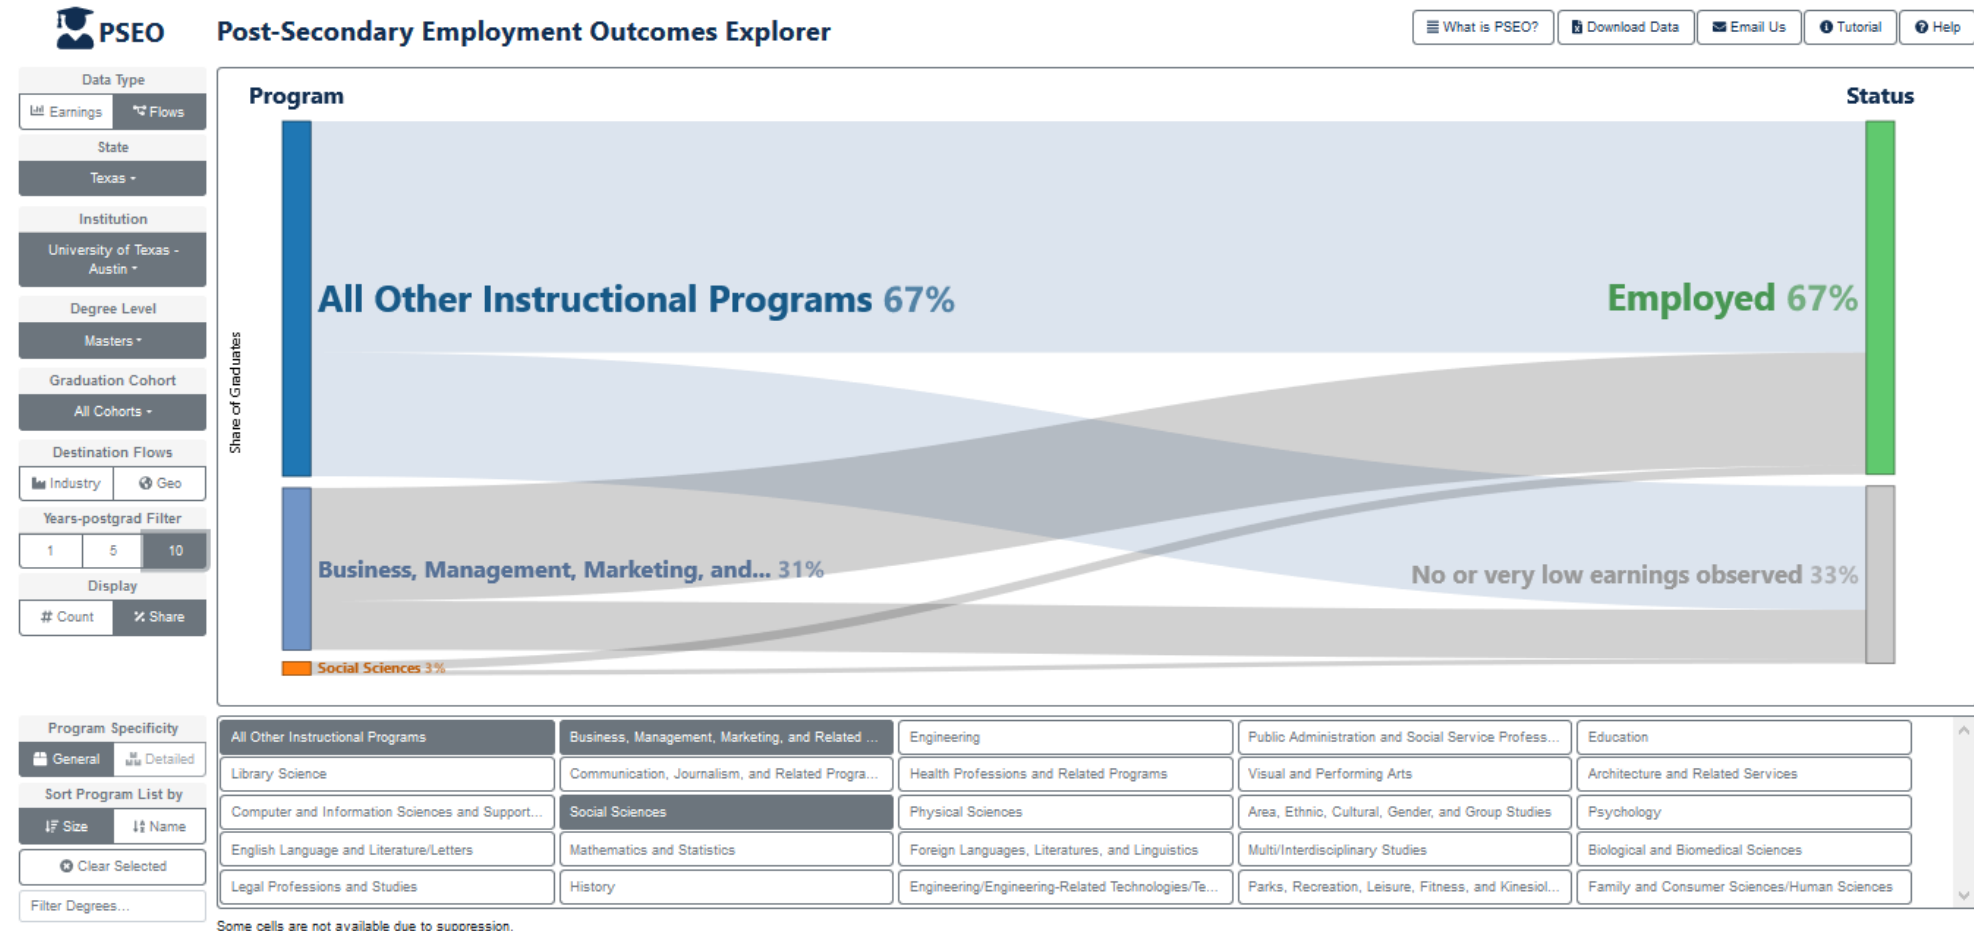 PSEO
Post-Secondary Employment Outcomes Explorer
What is PSEO?
Download Data
Email Us
Tutorial
Help
Data Type
Earnings
Flows
State
Texas
Institution
University of Texas -
Austin
Degree Level
Masters
Graduation Cohort
All Cohorts
Destination Flows
Industry
Geo
Years-postgrad Filter
1
5
10
Display
# Count
Share
Program
Status
Share of Graduates
All Other Instructional Programs 67%
Employed 67%
Business, Management, Marketing, and... 31%
No or very low earnings observed 33%
Social Sciences 3%
Program Specificity
General
Detailed
Sort Program List by
Size
Name
Clear Selected
Filter Degrees...
All Other Instructional Programs
Business, Management, Marketing, and Related ...
Engineering
Public Administration and Social Service Profess...
Education
Library Science
Communication, Journalism, and Related Progra...
Health Professions and Related Programs
Visual and Performing Arts
Architecture and Related Services
Computer and Information Sciences and Support...
Social Sciences
Physical Sciences
Area, Ethnic, Cultural, Gender, and Group Studies
Psychology
English Language and Literature/Letters
Mathematics and Statistics
Foreign Languages, Literatures, and Linguistics
Multi/Interdisciplinary Studies
Biological and Biomedical Sciences
Legal Professions and Studies
History
Engineering/Engineering-Related Technologies/Te...
Parks, Recreation, Leisure, Fitness, and Kinesiol...
Family and Consumer Sciences/Human Sciences
Some cells are not available due to suppression.